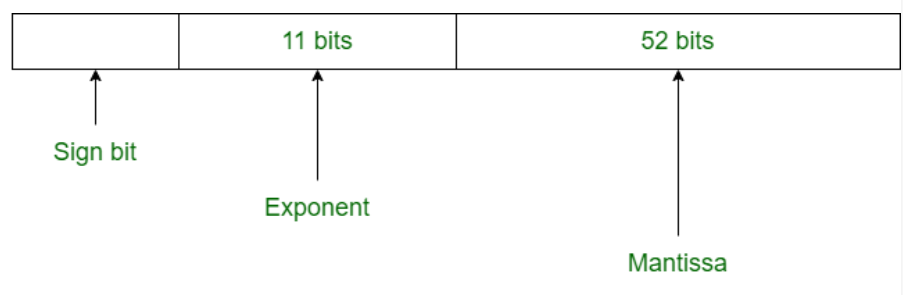 11 bits
52 bits
Sign bit
Exponent
Mantissa